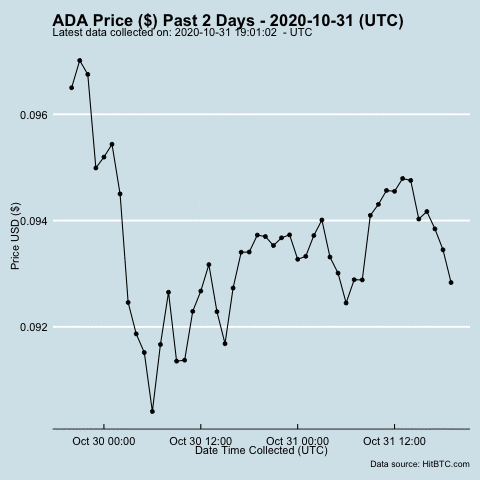 ADA Price ($) Past 2 Days - 2020-10-31 (UTC)
Latest data collected on: 2020-10-31 19:01:02 - UTC
0.096
0.094
0.092
Price USD ($)
Oct 30 00:00 Oct 30 12:00 Oct 31 00:00 Oct 31 12:00
Date Time Collected (UTC)
Data source: HitBTC.com